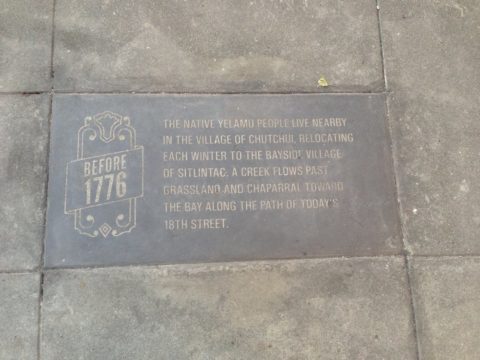 BEFORE
1776
THE NATIVE YELAMU PEOPLE LIVE NEARBY
IN THE VILLAGE OF CHUTCHUI, RELOCATING
EACH WINTER TO THE BAYSIDE VILLAGE
OF SITLINTAC. A CREEK FLOWS PAST
GRASSLAND AND CHAPARRAL TOWARD
THE BAY ALONG THE PATH OF TODAY'S
18TH STREET.